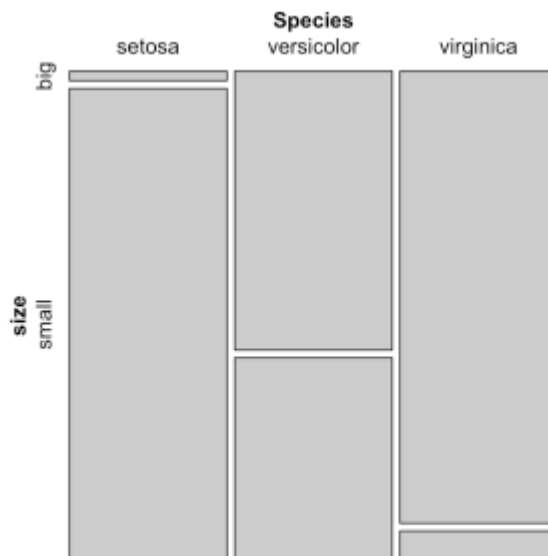 Species
setosa versicolor virginica
big
small
size